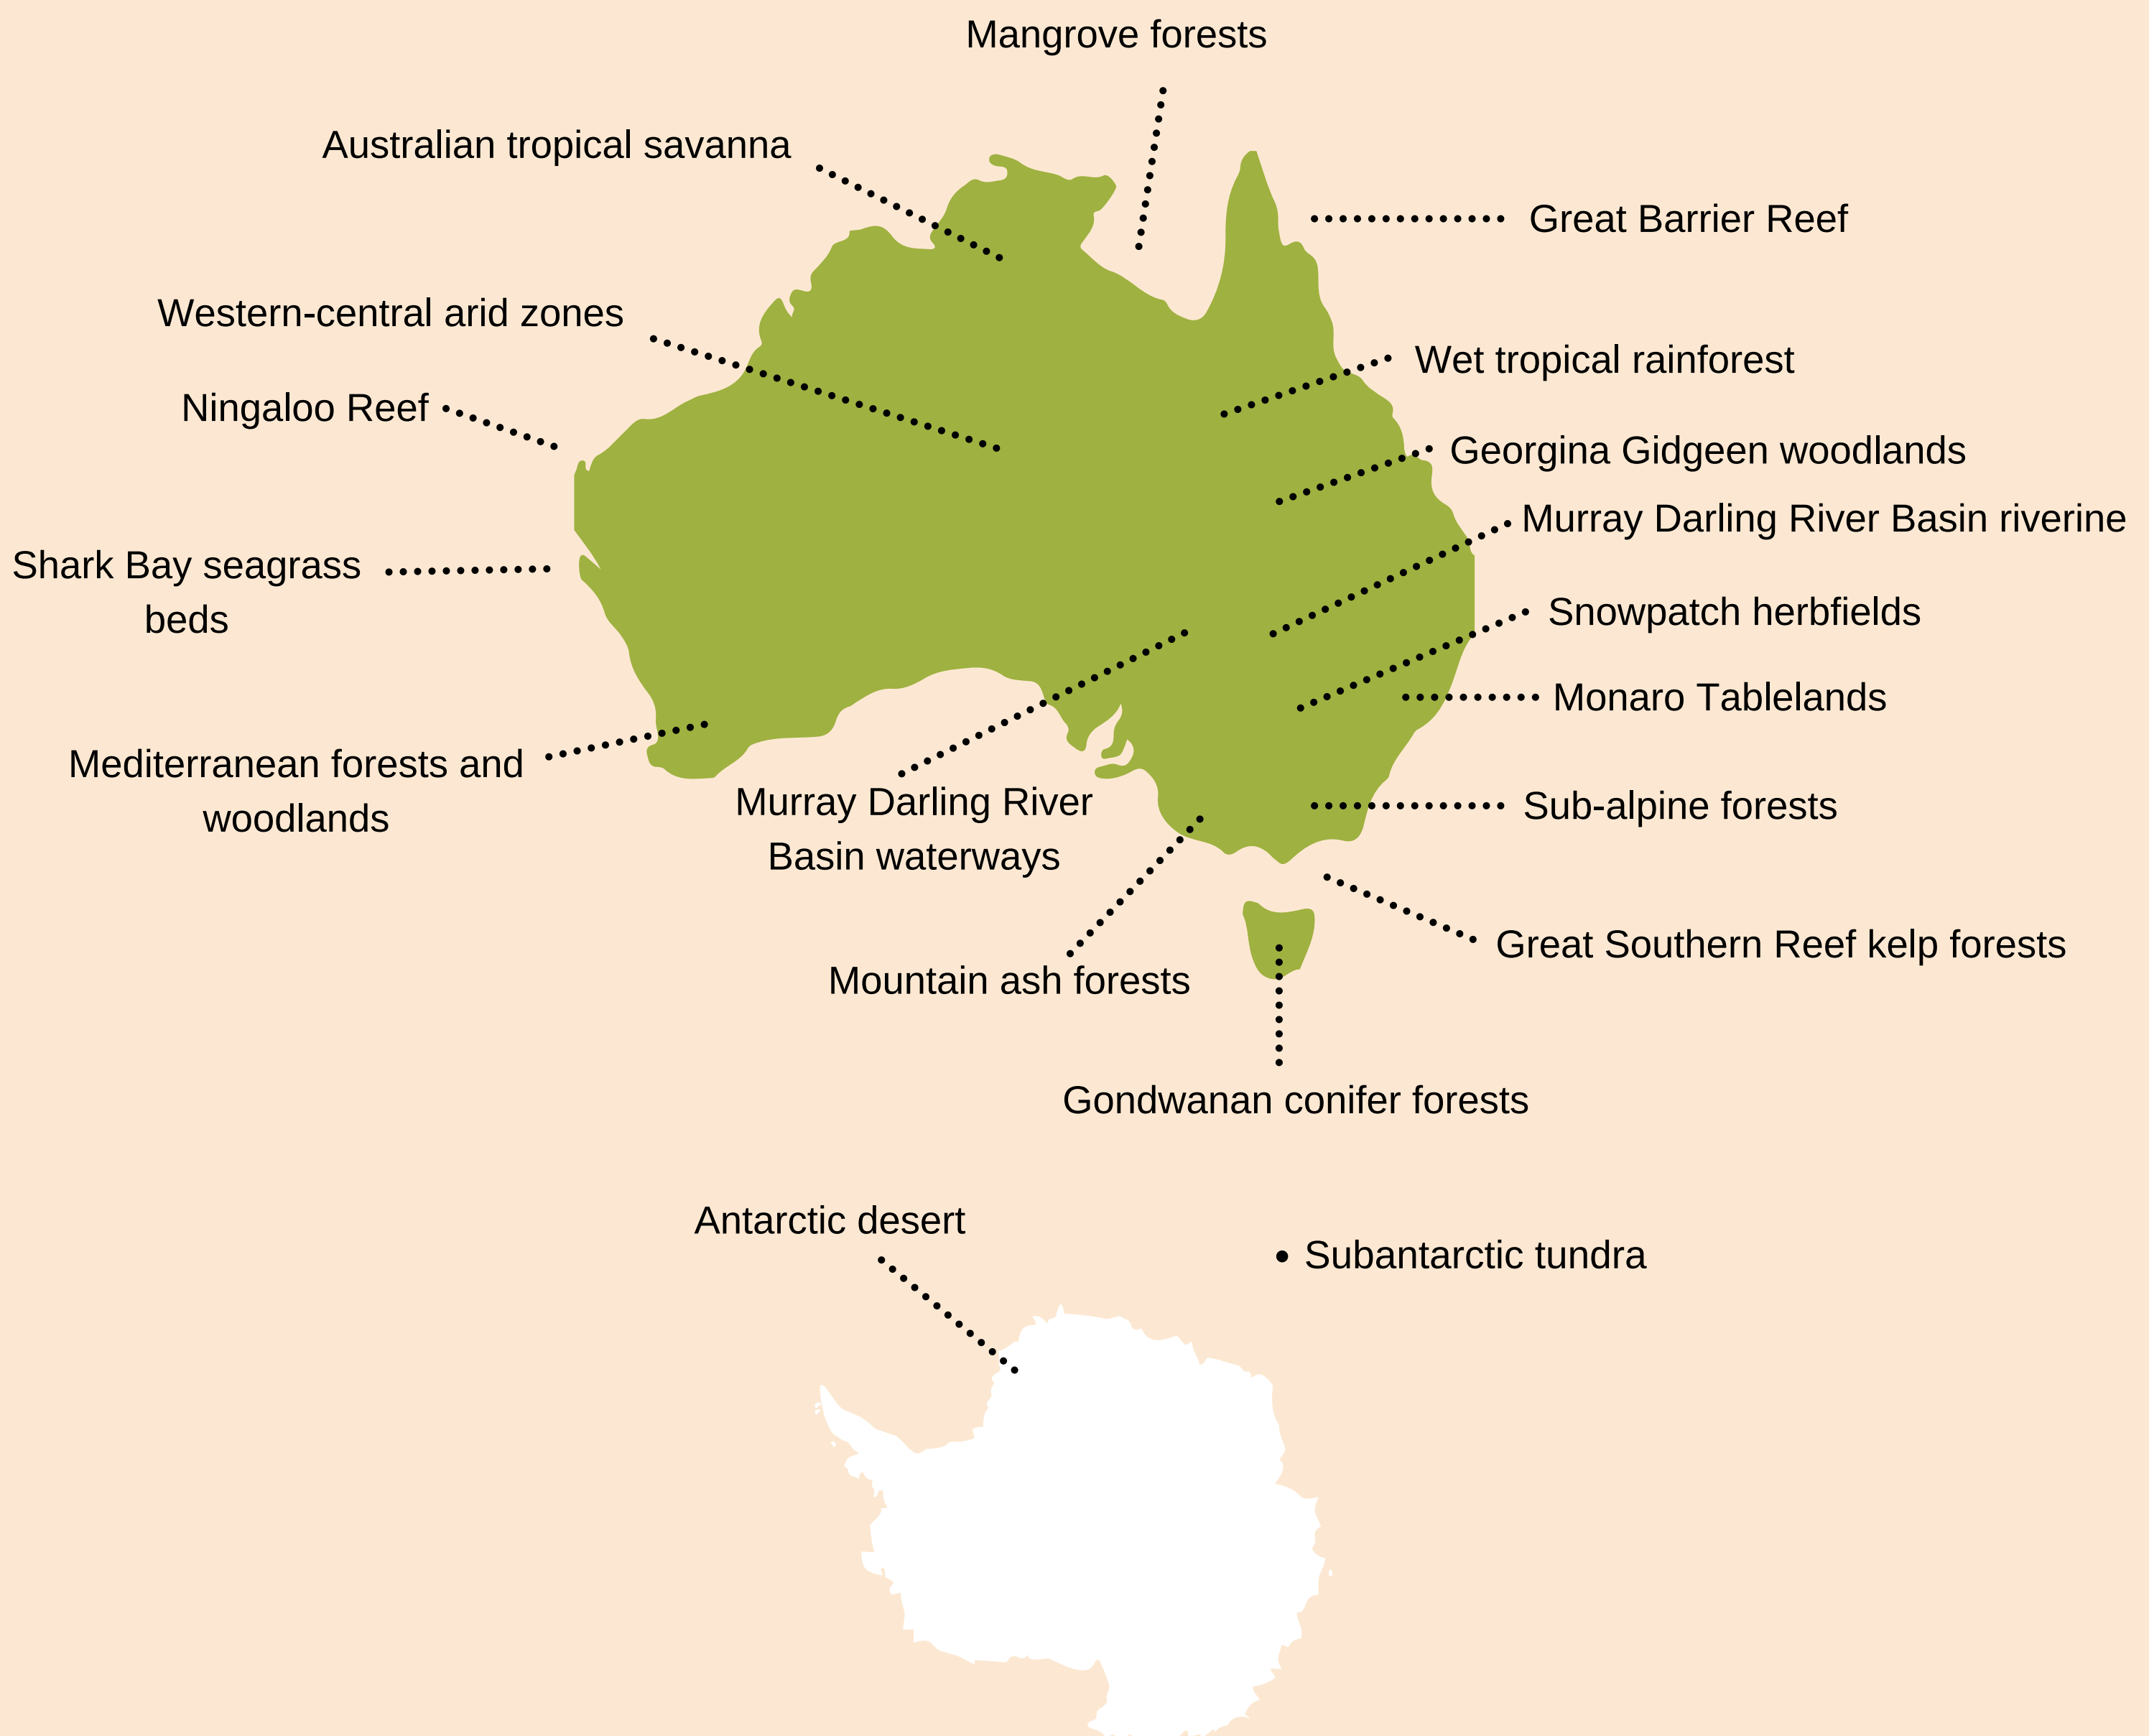 Mangrove forests
Australian tropical savanna
Great Barrier Reef
Western-central arid zones
Wet tropical rainforest
Ningaloo Reef
Georgina Gidgeen woodlands
Murray Darling River Basin riverine
Shark Bay seagrass
beds
Snowpatch herbfields
Monaro Tablelands
Mediterranean forests and
woodlands
Murray Darling River
Basin waterways
Sub-alpine forests
Great Southern Reef kelp forests
Mountain ash forests
Gondwanan conifer forests
Antarctic desert
Subantarctic tundra